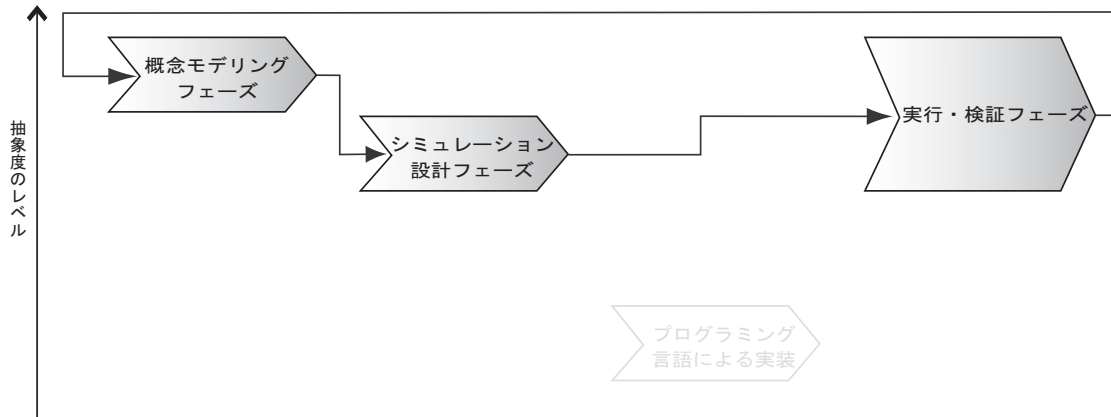 抽象度のレベル
概念モデリング
フェーズ
シミュレーション
設計フェーズ
実行・検証フェーズ
プログラミング
言語による実装